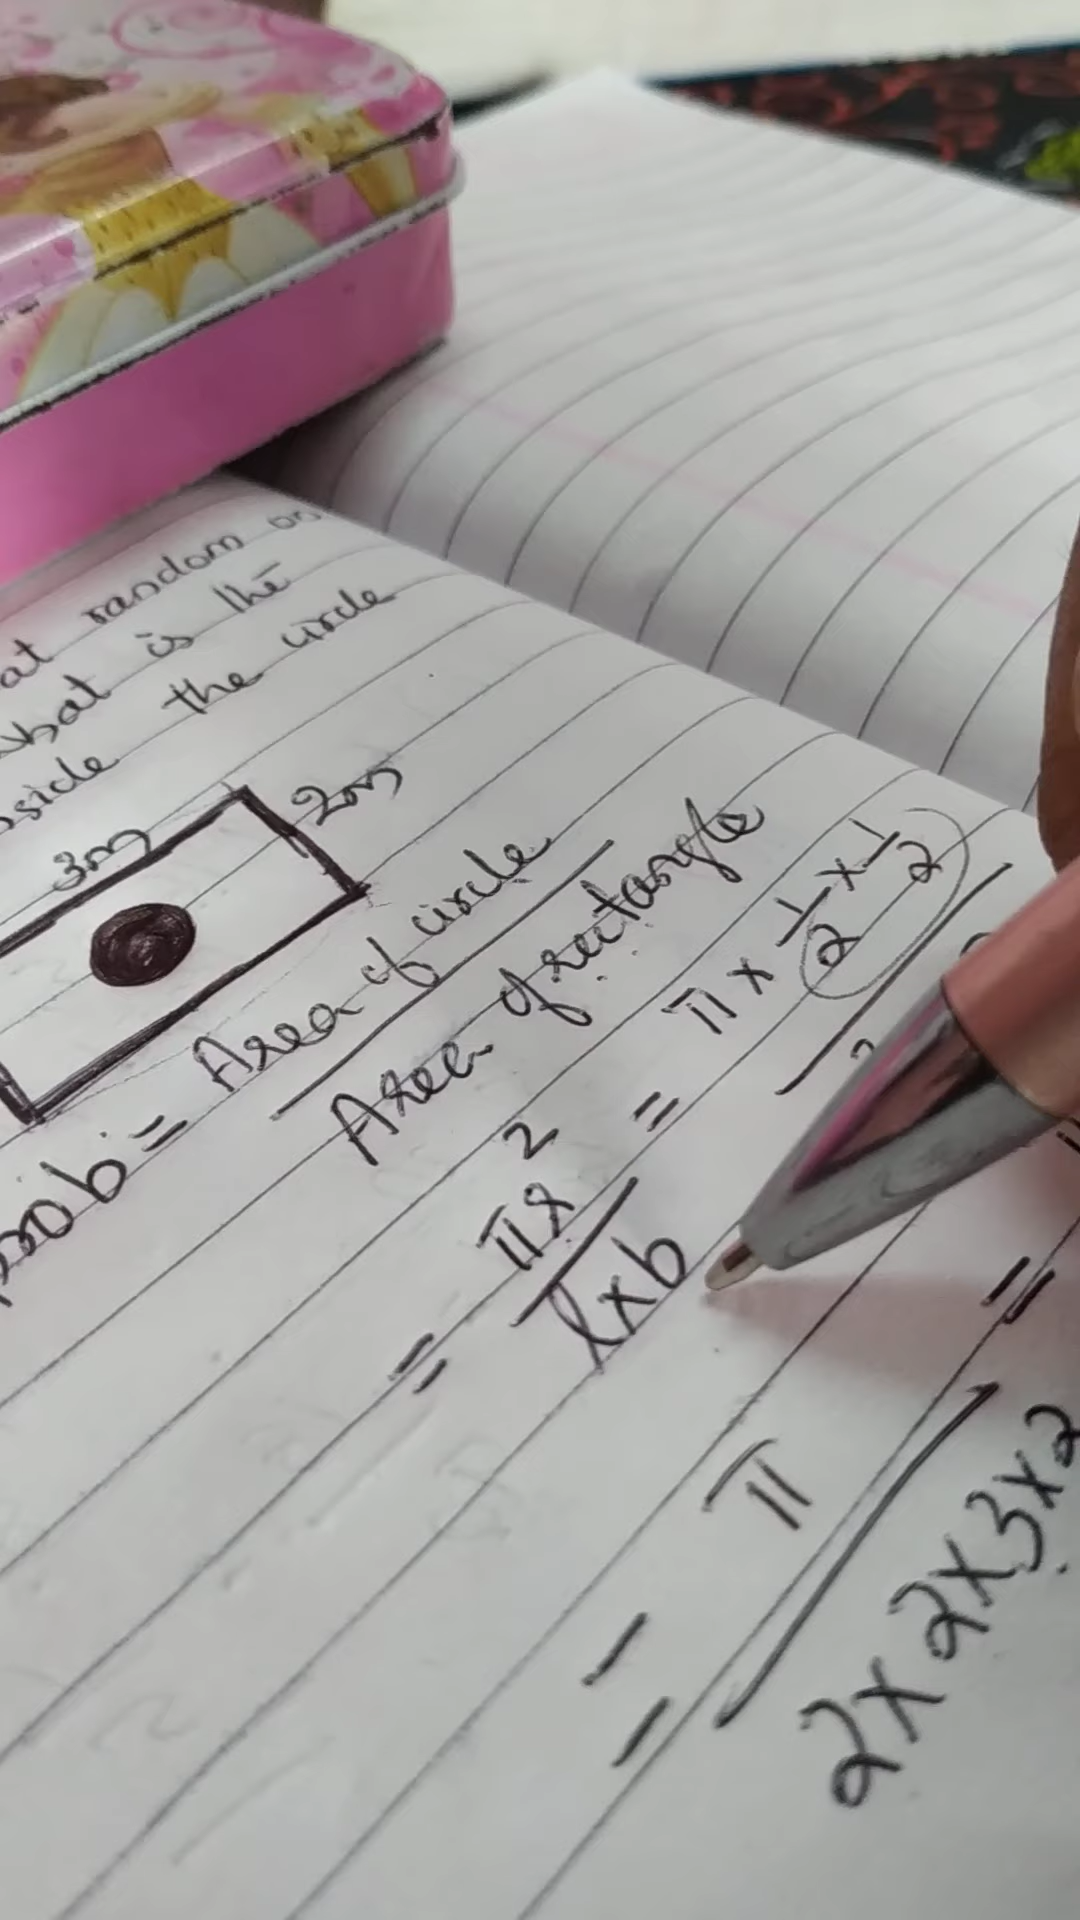 at random on
what is the
side the circle
3m 2m
prob = Area of circle / Area of rectangle
= πr² / l×b = π × 1/2 × 1/2
= π / 2×2×3×2 =